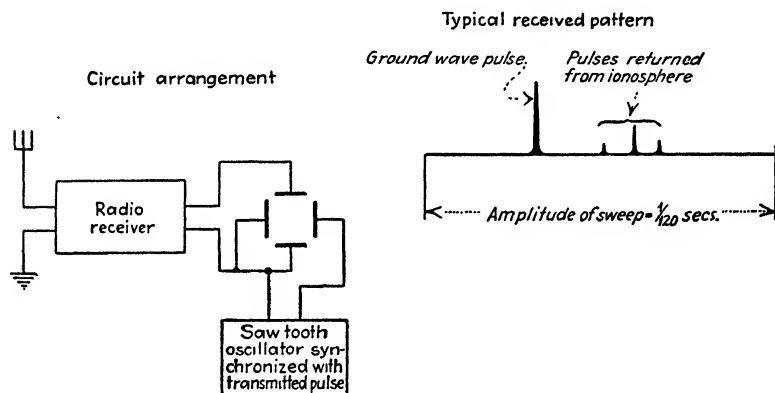 Typical received pattern
Ground wave pulse
Pulses returned
from ionosphere
Circuit arrangement
Radio
receiver
Amplitude of sweep=1/120 secs.
Saw tooth
oscillator syn-
chronized with
transmitted pulse